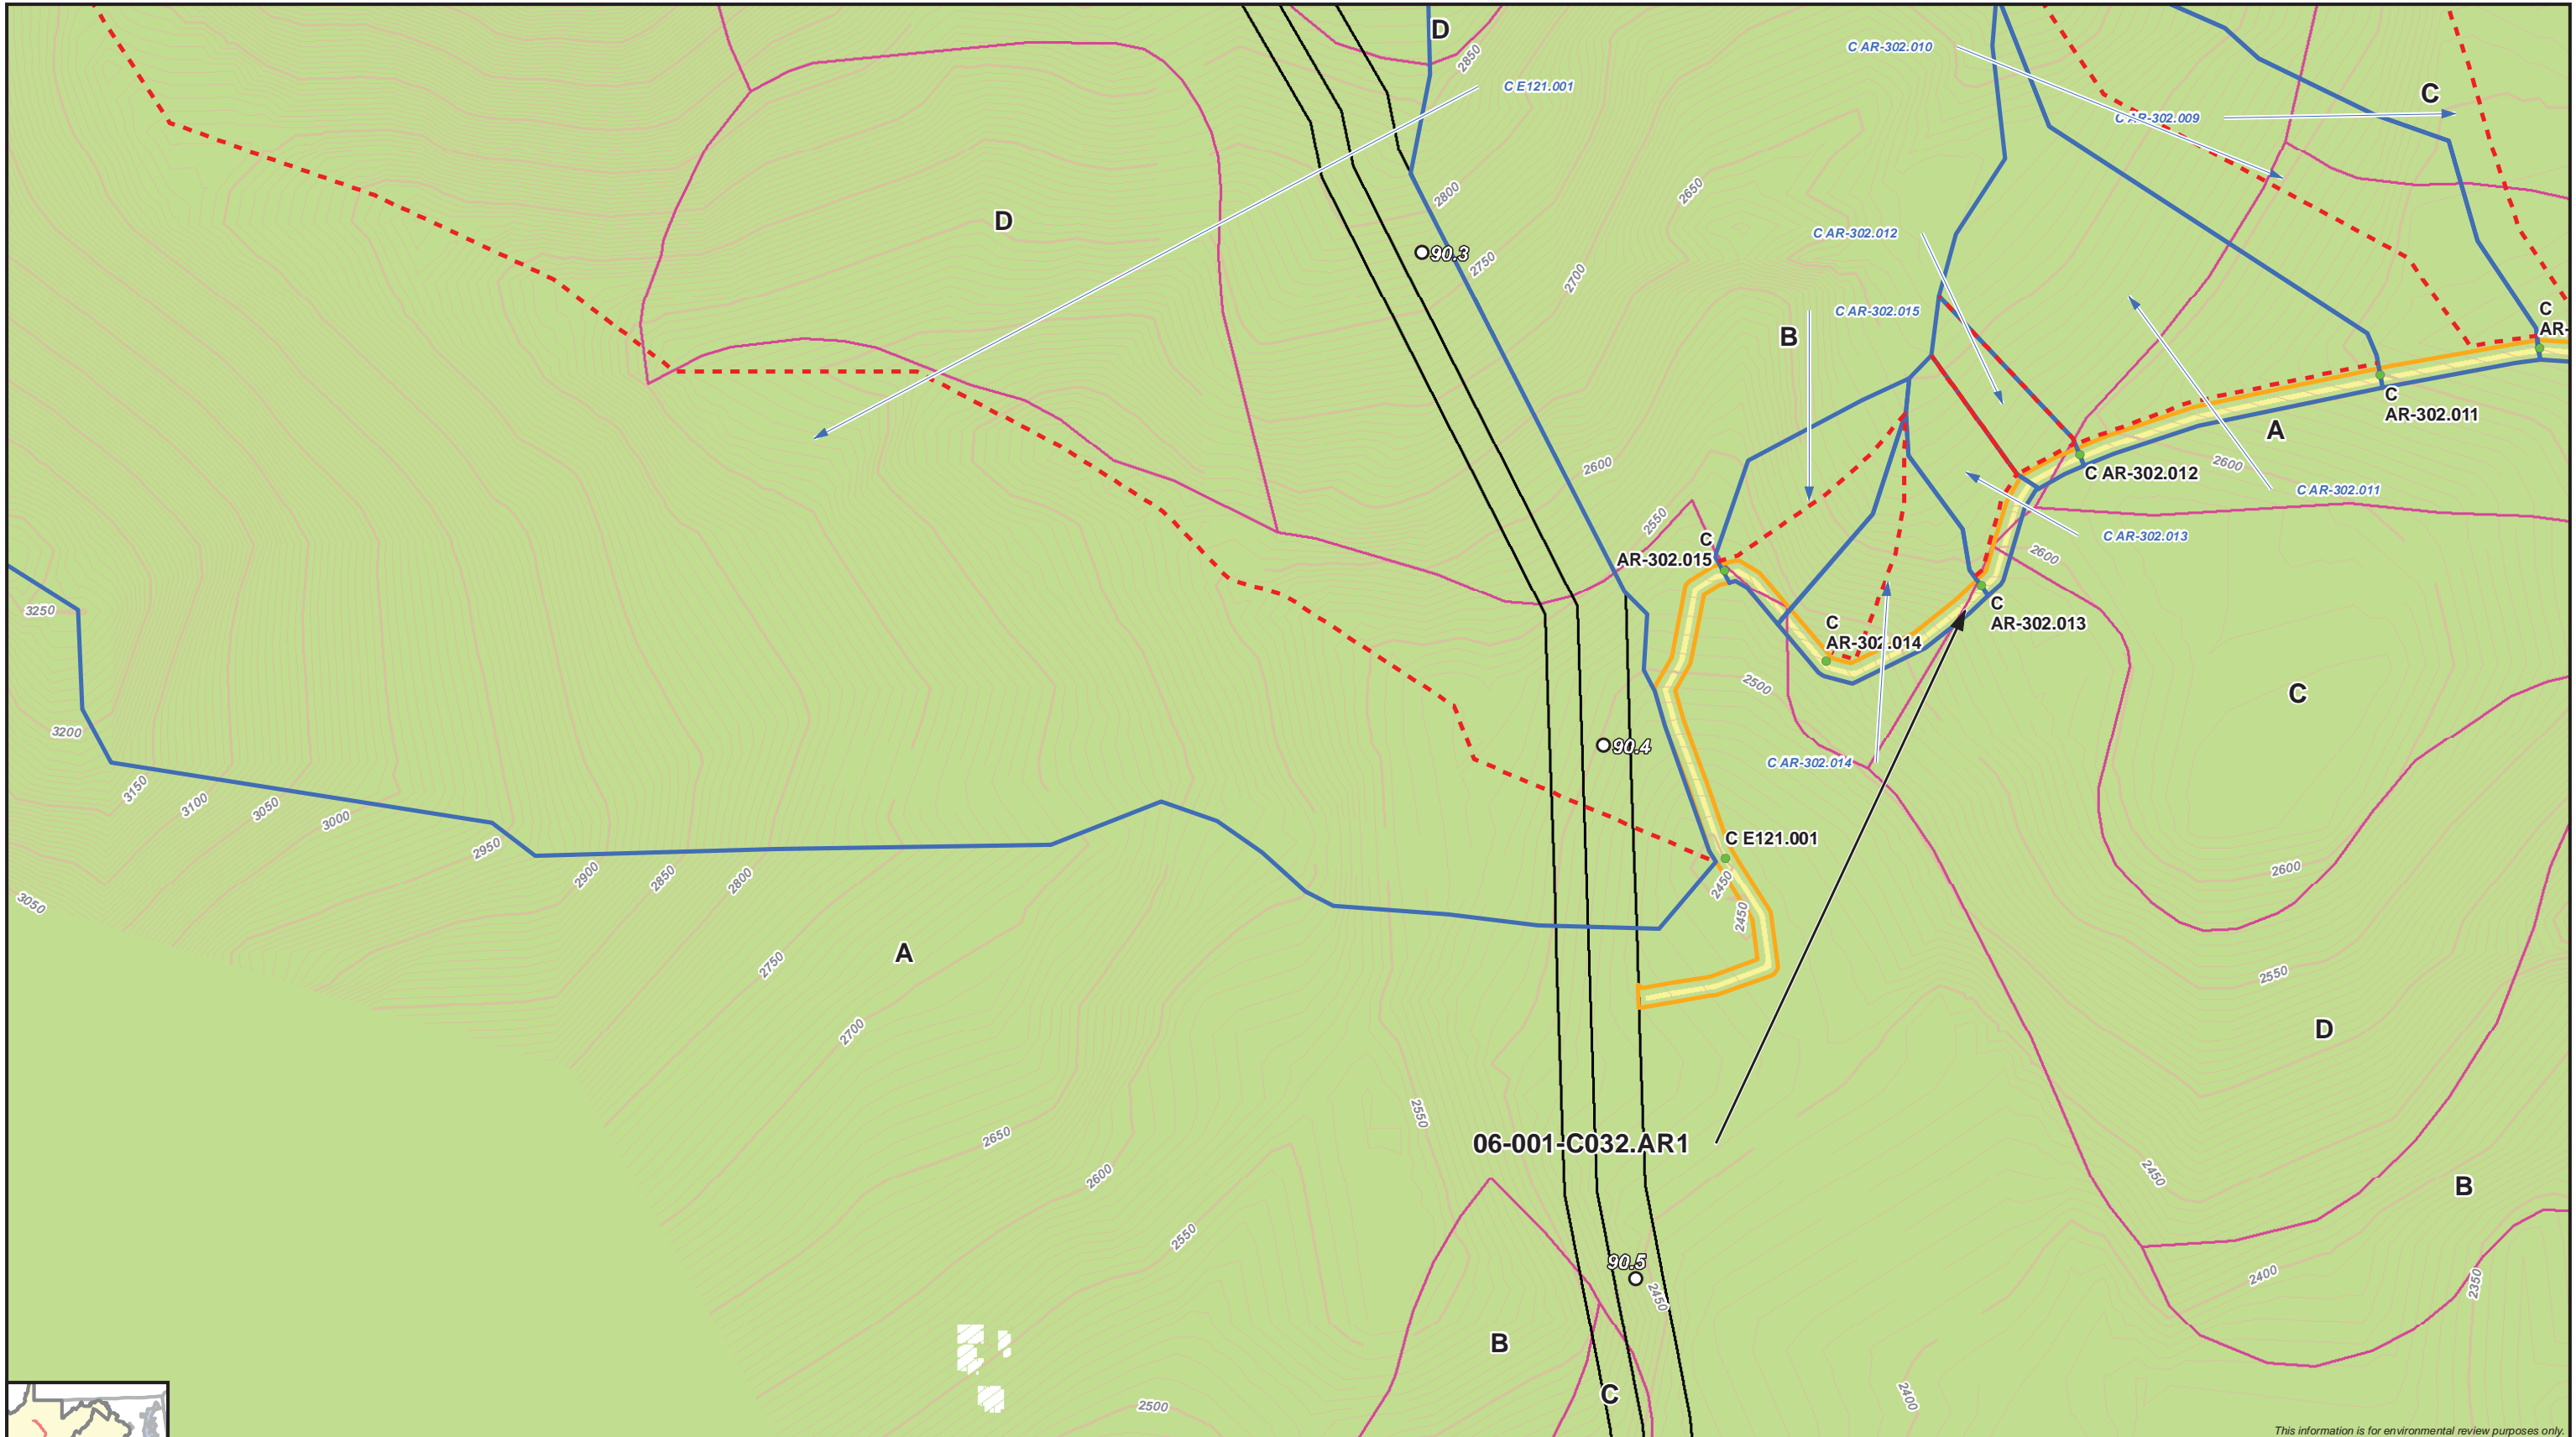 D
2850
C AR-302.010
C E121.001
C
C AR-302.009
2800
2650
D
C AR-302.012
90.3
2750
2700
C AR-302.015
B
C
AR-
C
AR-302.011
A
2600
2600
C AR-302.012
C AR-302.011
2550
C
AR-302.015
C AR-302.013
2600
C
AR-302.013
3250
C
AR-302.014
2500
C
3200
90.4
C AR-302.014
3150
3100
3050
3000
2950
C E121.001
2900
2850
2800
2450
2600
3050
2450
A
2750
2550
2700
D
2550
2650
06-001-C032.AR1
2600
2450
B
2550
90.5
2400
2350
2450
B
C
2400
2500
This information is for environmental review purposes only.